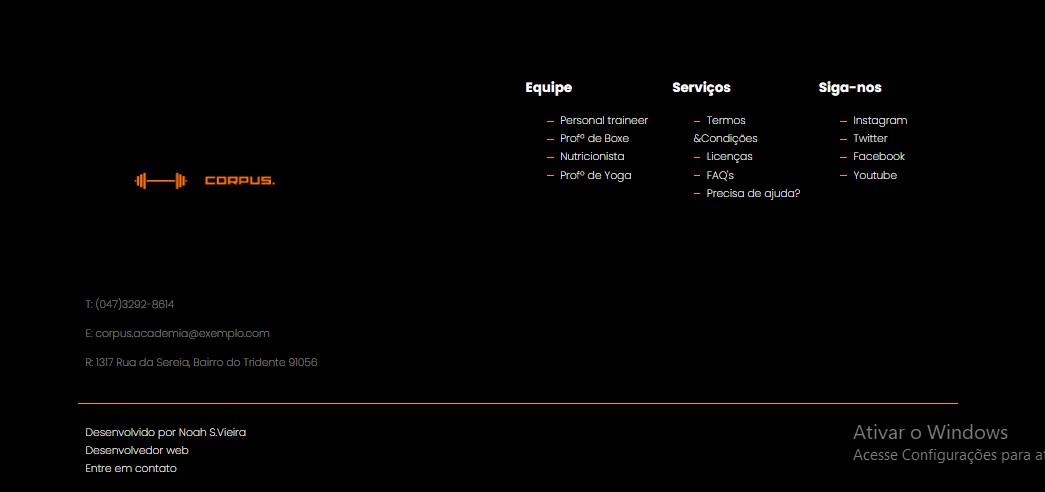 CORPUS.
T: (047)3292-8614
E: corpus.academia@exemplo.com
R: 1317 Rua da Sereia, Bairro do Tridente 91056
Equipe
— Personal traineer
— Profº de Boxe
— Nutricionista
— Profº de Yoga
Serviços
— Termos
&Condições
— Licenças
— FAQ's
— Precisa de ajuda?
Siga-nos
— Instagram
— Twitter
— Facebook
— Youtube
Desenvolvido por Noah S.Vieira
Desenvolvedor web
Entre em contato
Ativar o Windows
Acesse Configurações para at